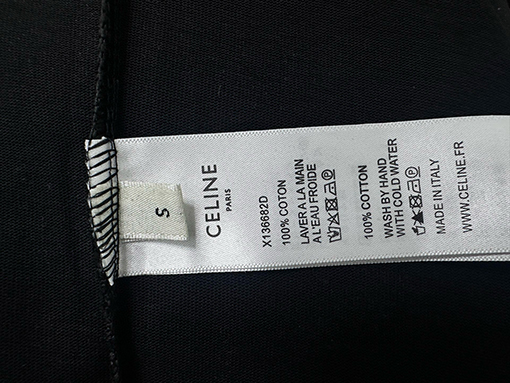 S
CELINE
PARIS
X136682D
100% COTON
LAVER A LA MAIN
A L'EAU FROIDE
100% COTTON
WASH BY HAND
WITH COLD WATER
MADE IN ITALY
WWW.CELINE.FR